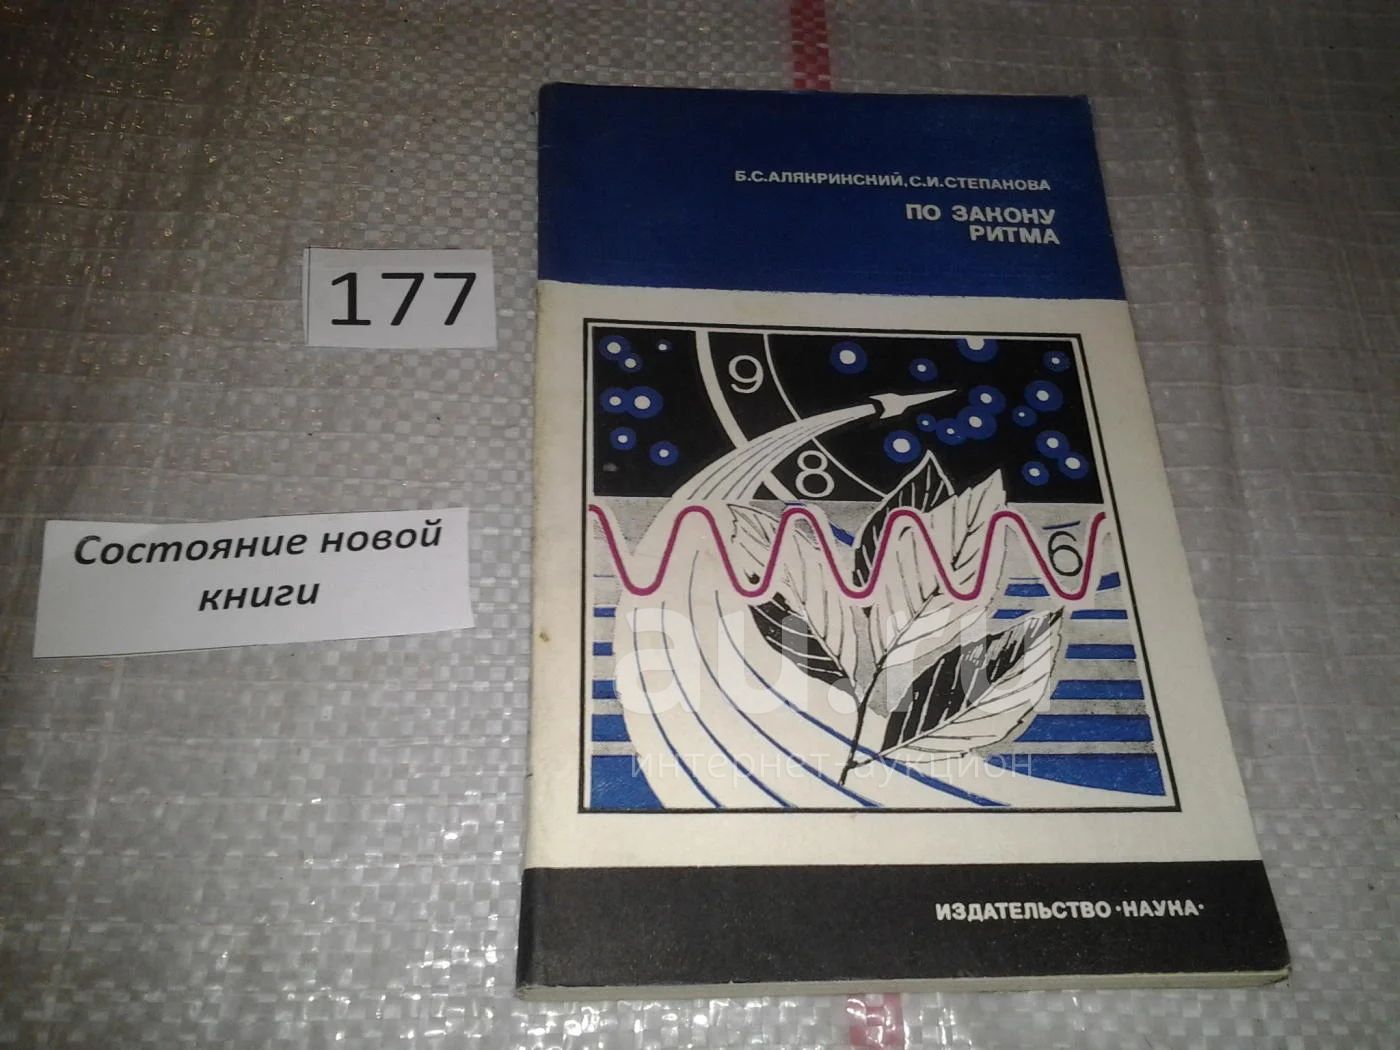 Б.С.АЛЯКРИНСКИЙ, С.И.СТЕПАНОВА
ПО ЗАКОНУ
РИТМА
177
9
8
Состояние новой
книги
6
au.ru
интернет-аукцион
ИЗДАТЕЛЬСТВО·НАУКА·